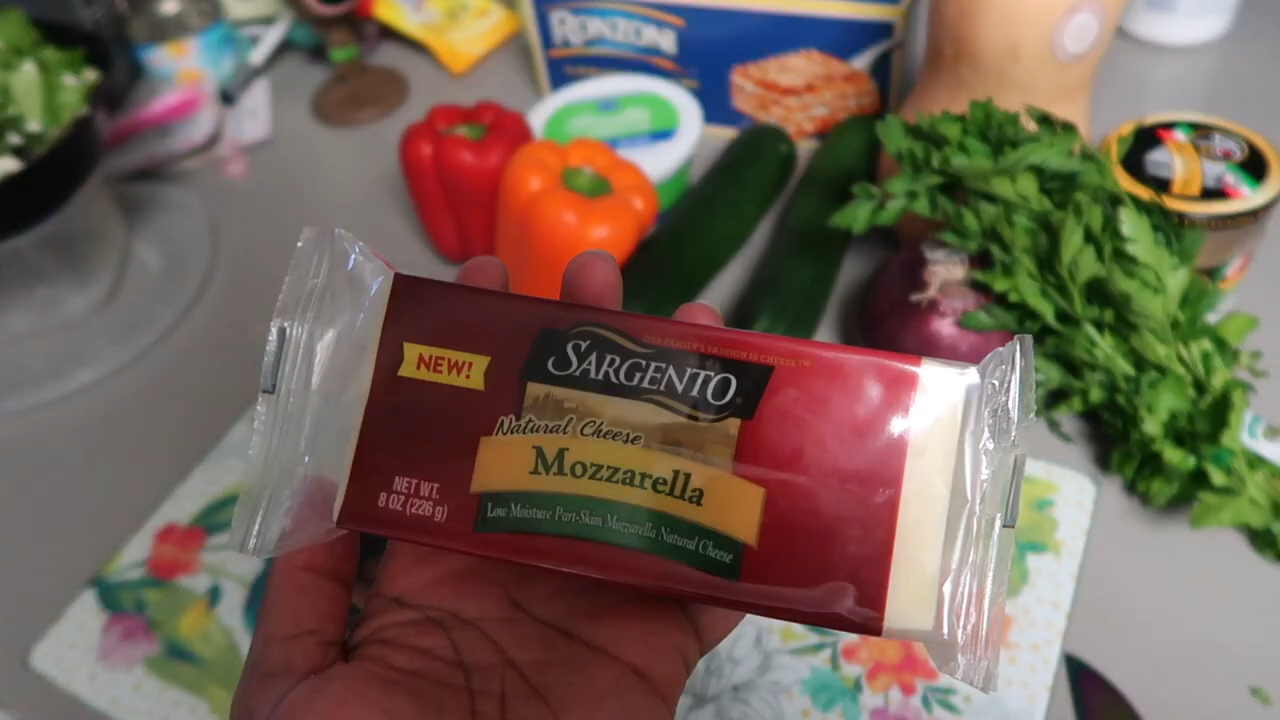 RONZONI
OUR FAMILY'S PASSION IS CHEESE™
NEW!
SARGENTO®
Natural Cheese
Mozzarella
NET WT.
8 OZ (226 g)
Low Moisture Part-Skim Mozzarella Natural Cheese